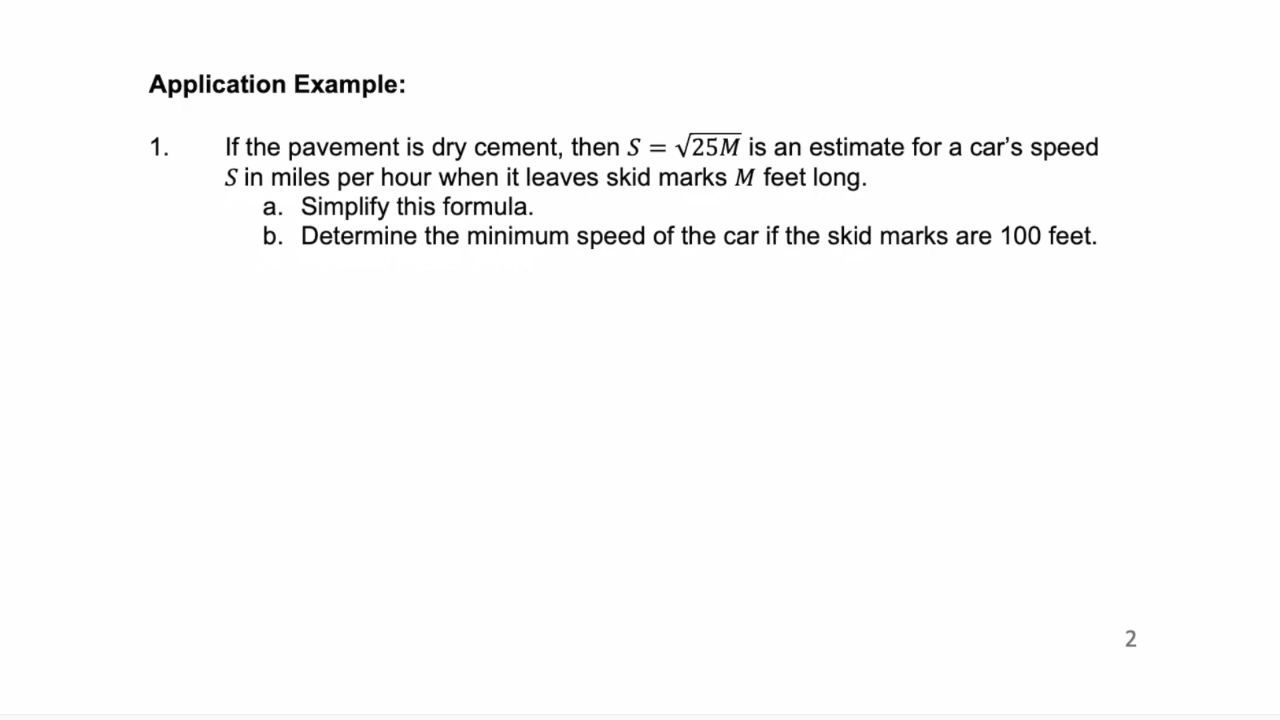 Application Example:
1. If the pavement is dry cement, then S = √25M is an estimate for a car’s speed
S in miles per hour when it leaves skid marks M feet long.
a. Simplify this formula.
b. Determine the minimum speed of the car if the skid marks are 100 feet.
2